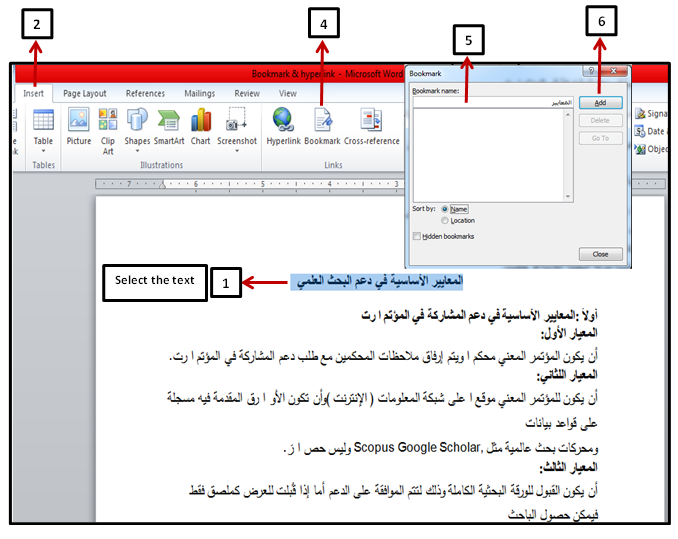 2
4
5
6
Bookmark & hyperlink - Microsoft Word
Insert Page Layout References Mailings Review View
Table Picture Clip Art Shapes SmartArt Chart Screenshot Hyperlink Bookmark Cross-reference
Tables Illustrations Links
Bookmark
Bookmark name:
المعايير
Add
Delete
Go To
Sort by: Name
Location
Hidden bookmarks
Close
Signa
Date
Objec
7 6 5 4 3
Select the text
1
المعايير الأساسية في دعم البحث العلمي
أولاً :المعايير الأساسية في دعم المشاركة في المؤتم ا رت
المعيار الأول:
أن يكون المؤتمر المعني محكم ا ويتم إرفاق ملاحظات المحكمين مع طلب دعم المشاركة في المؤتم ا رت.
المعيار اللثاني:
أن يكون للمؤتمر المعني موقع ا على شبكة المعلومات ( الإنترنت )وأن تكون الأو ا رق المقدمة فيه مسجلة
على قواعد بيانات
ومحركات بحث عالمية مثل ,Scopus Google Scholar وليس حص ا ز.
المعيار الثالث:
أن يكون القبول للورقة البحثية الكاملة وذلك لتتم الموافقة على الدعم أما إذا قُبلت للعرض كملصق فقط
فيمكن حصول الباحث